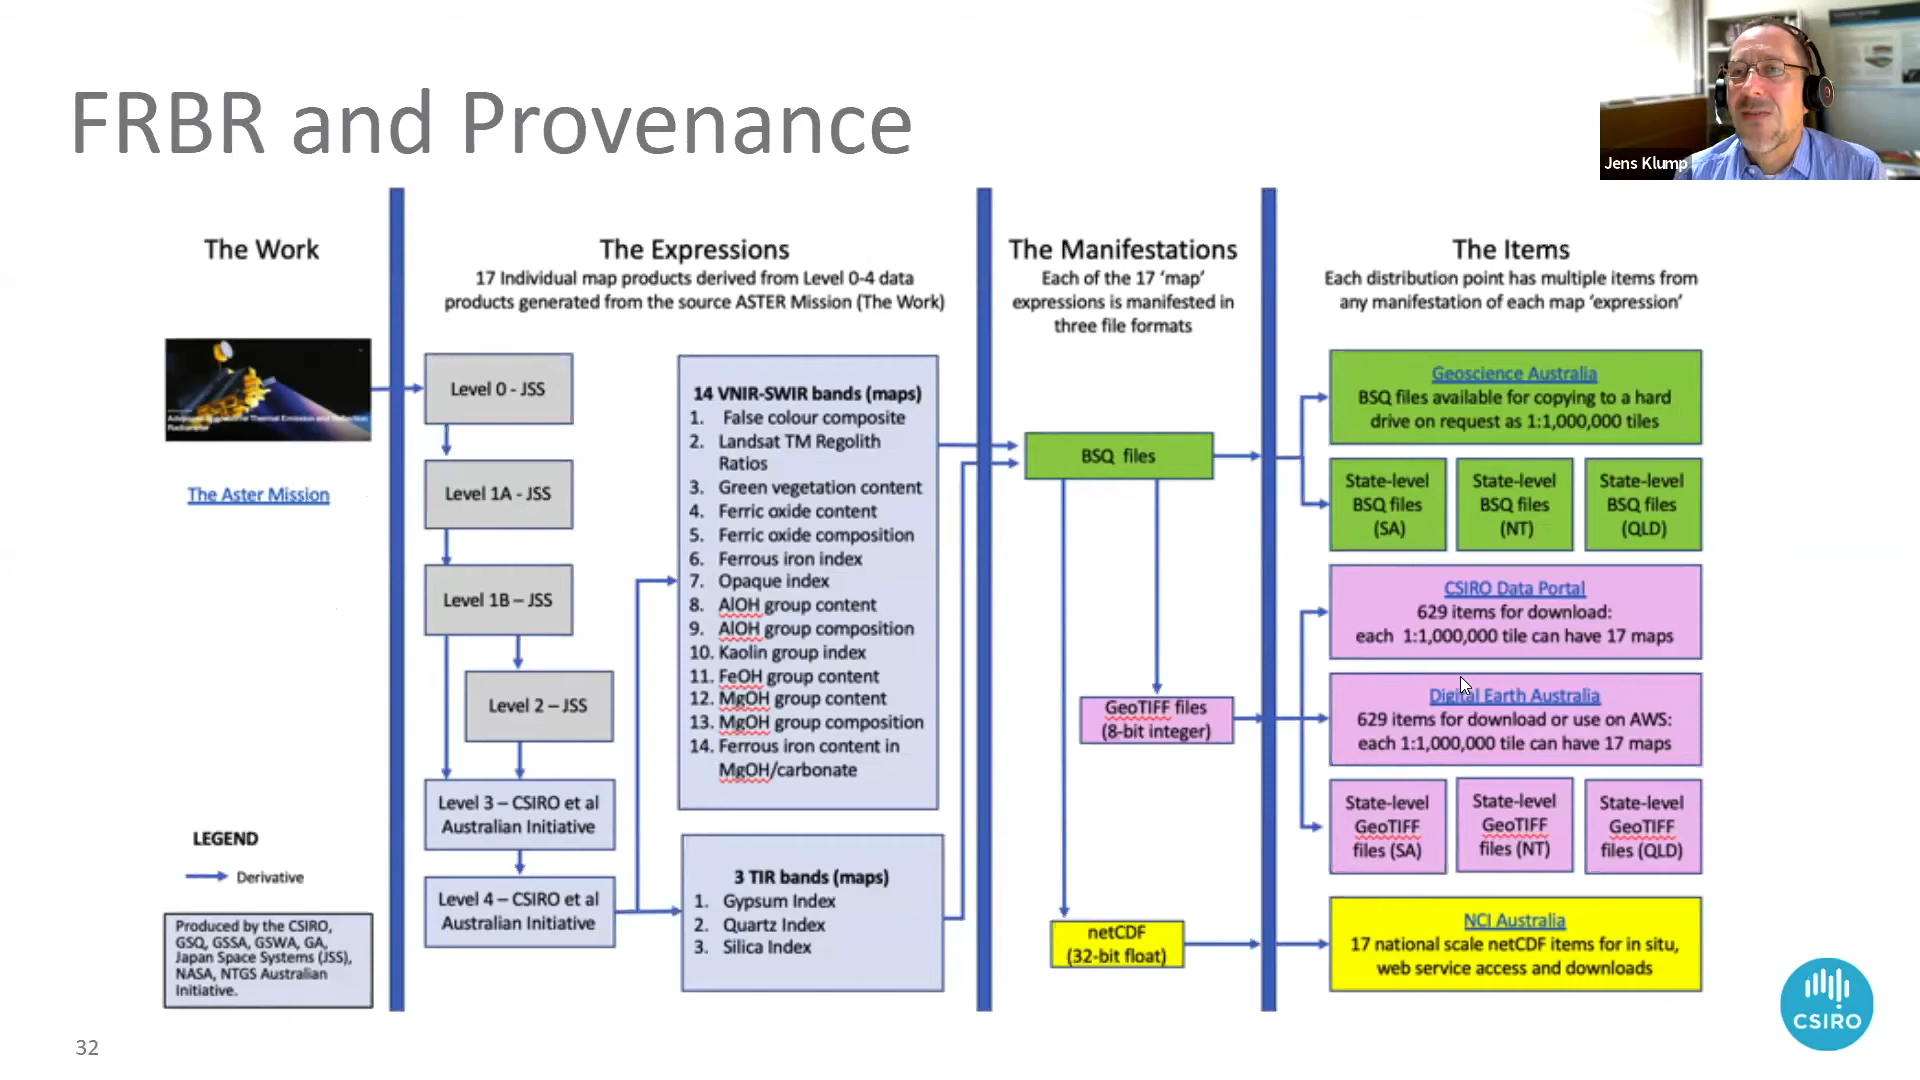 FRBR and Provenance
Jens Klump
The Work
The Aster Mission
LEGEND
Derivative
Produced by the CSIRO,
GSQ, GSSA, GSWA, GA,
Japan Space Systems (JSS),
NASA, NTGS Australian
Initiative.
The Expressions
17 Individual map products derived from Level 0-4 data
products generated from the source ASTER Mission (The Work)
Level 0 - JSS
Level 1A - JSS
Level 1B – JSS
Level 2 – JSS
Level 3 – CSIRO et al
Australian Initiative
Level 4 – CSIRO et al
Australian Initiative
14 VNIR-SWIR bands (maps)
1. False colour composite
2. Landsat TM Regolith
Ratios
3. Green vegetation content
4. Ferric oxide content
5. Ferric oxide composition
6. Ferrous iron index
7. Opaque index
8. AlOH group content
9. AlOH group composition
10. Kaolin group index
11. FeOH group content
12. MgOH group content
13. MgOH group composition
14. Ferrous iron content in
MgOH/carbonate
3 TIR bands (maps)
1. Gypsum Index
2. Quartz Index
3. Silica Index
The Manifestations
Each of the 17 ‘map’
expressions is manifested in
three file formats
BSQ files
GeoTIFF files
(8-bit integer)
netCDF
(32-bit float)
The Items
Each distribution point has multiple items from
any manifestation of each map ‘expression’
Geoscience Australia
BSQ files available for copying to a hard
drive on request as 1:1,000,000 tiles
State-level
BSQ files
(SA)
State-level
BSQ files
(NT)
State-level
BSQ files
(QLD)
CSIRO Data Portal
629 items for download:
each 1:1,000,000 tile can have 17 maps
Digital Earth Australia
629 items for download or use on AWS:
each 1:1,000,000 tile can have 17 maps
State-level
GeoTIFF
files (SA)
State-level
GeoTIFF
files (NT)
State-level
GeoTIFF
files (QLD)
NCI Australia
17 national scale netCDF items for in situ,
web service access and downloads
CSIRO
32